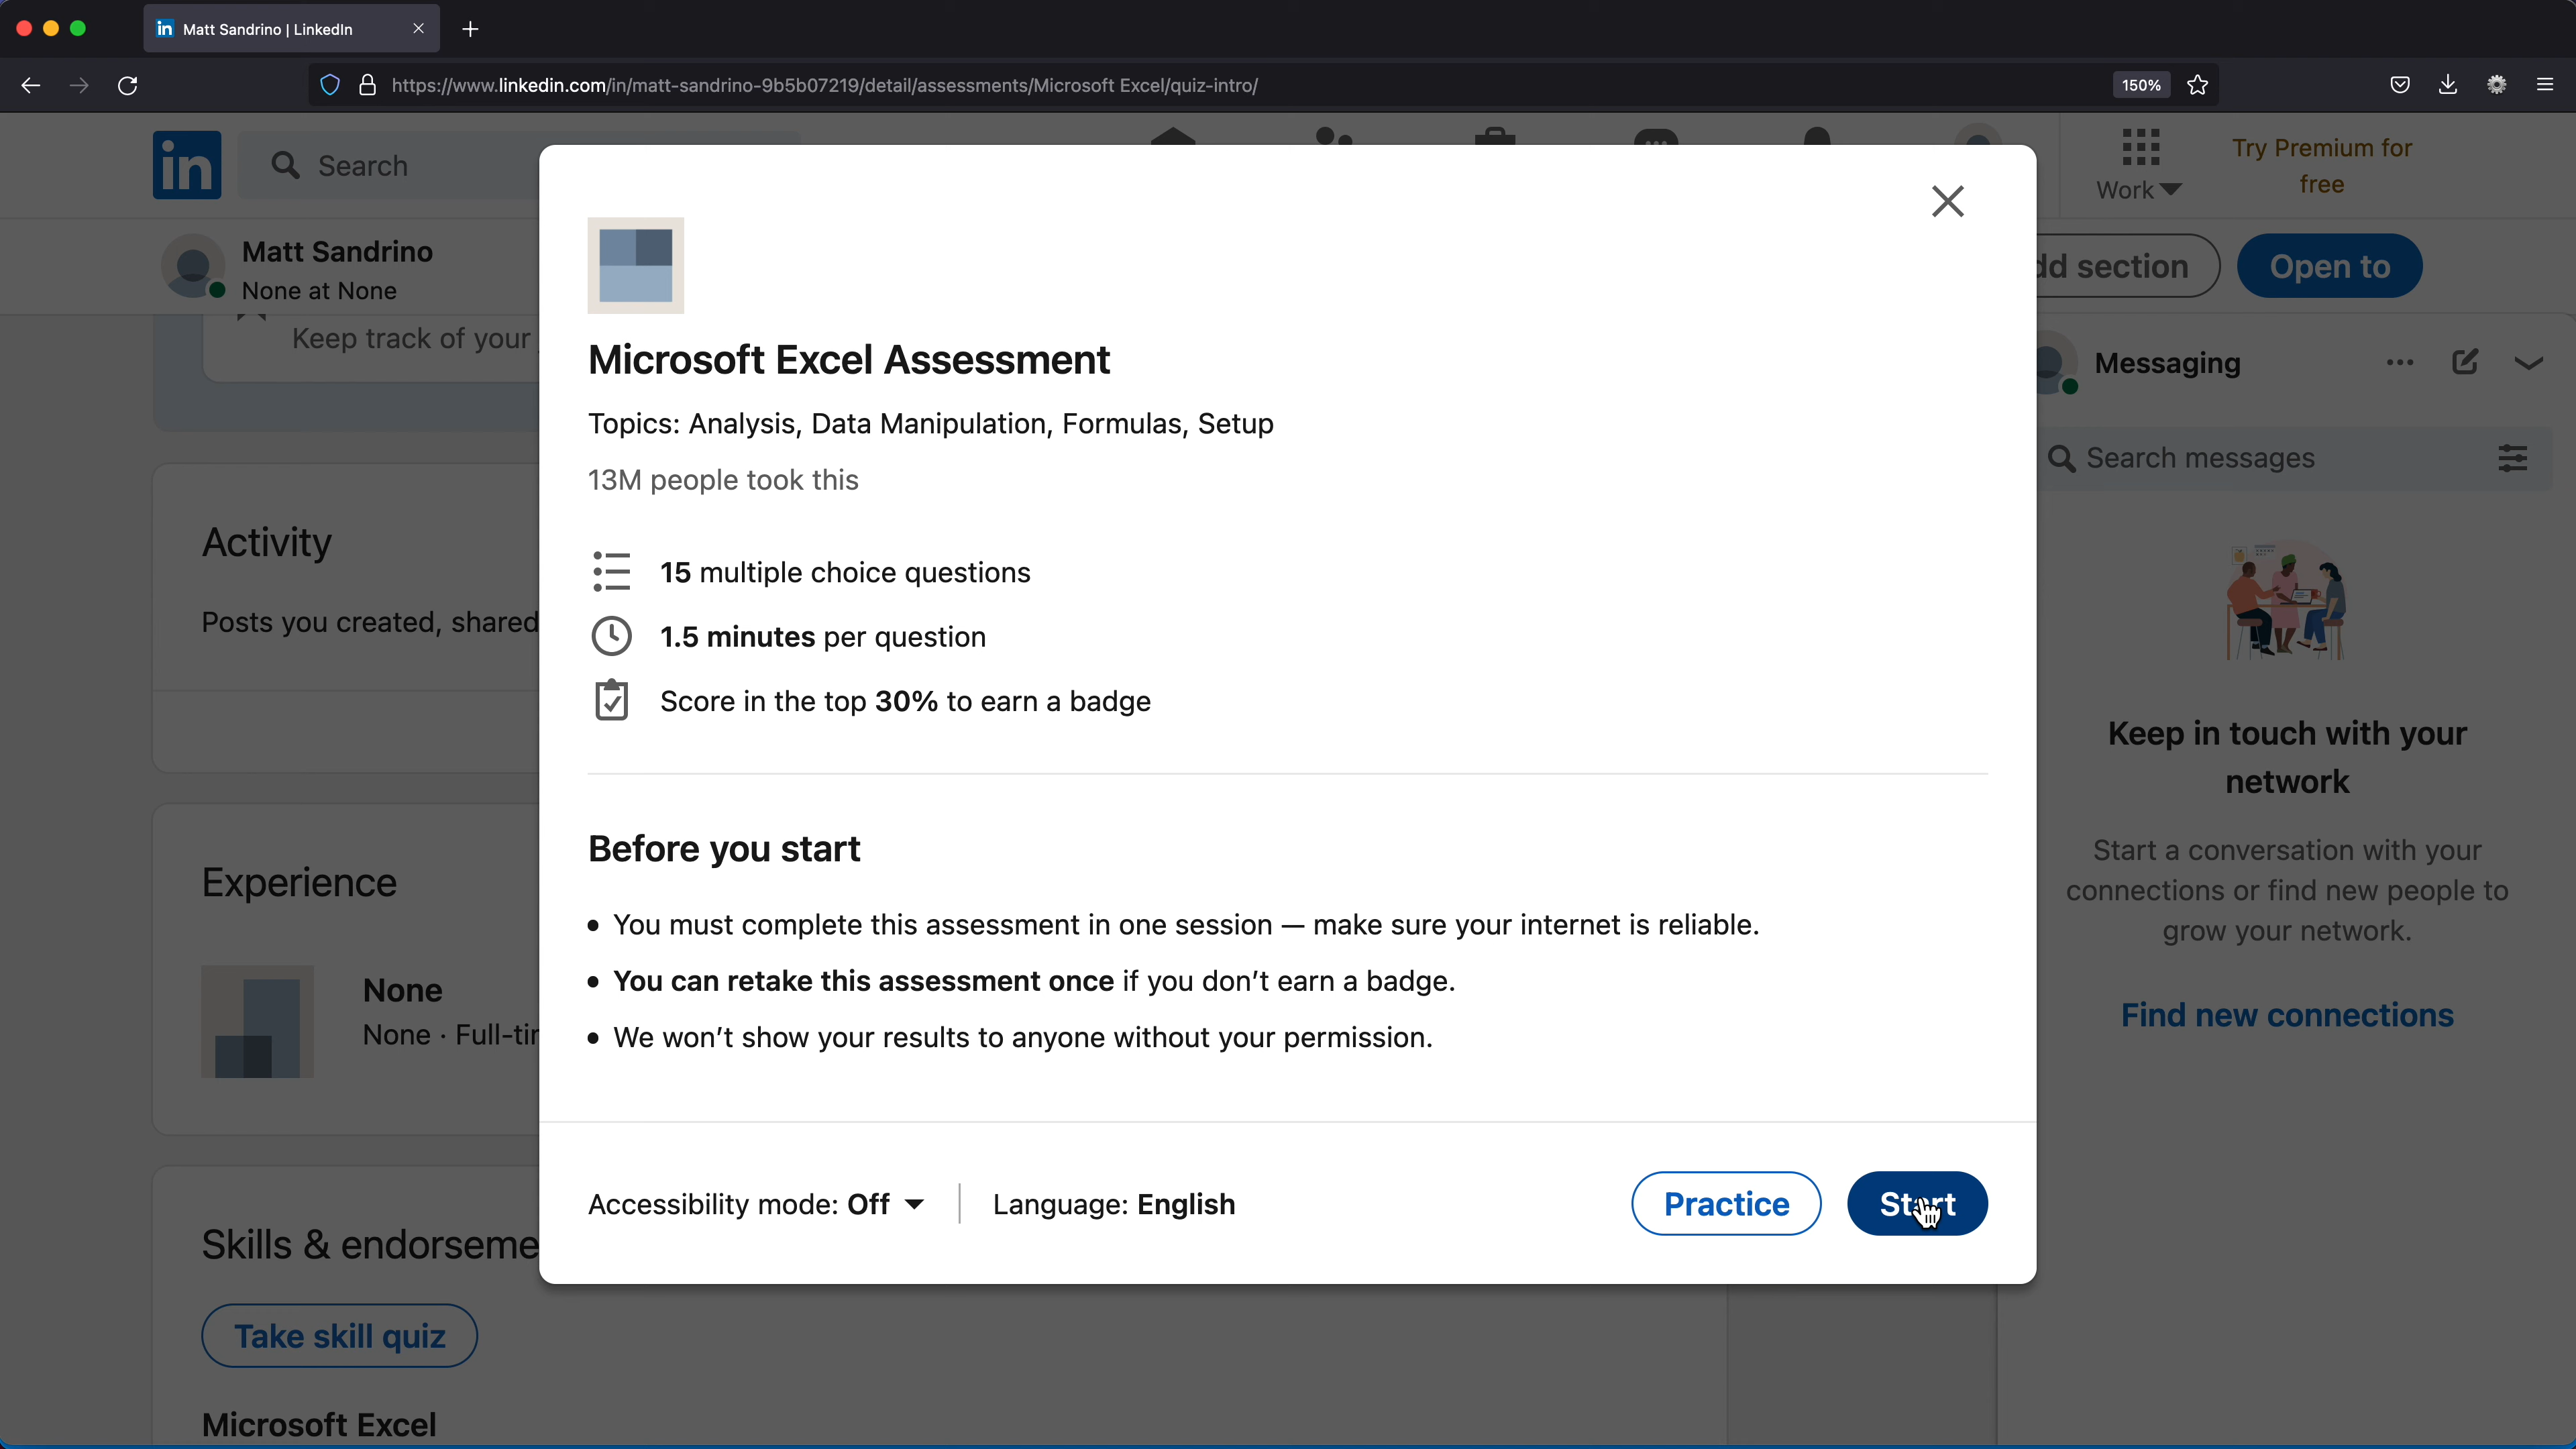 in Matt Sandrino | LinkedIn
https://www.linkedin.com/in/matt-sandrino-9b5b07219/detail/assessments/Microsoft Excel/quiz-intro/
150%
in
Search
Work
Try Premium for
free
Matt Sandrino
None at None
dd section
Open to
Keep track of your
Microsoft Excel Assessment
Topics: Analysis, Data Manipulation, Formulas, Setup
13M people took this
15 multiple choice questions
1.5 minutes per question
Score in the top 30% to earn a badge
Before you start
• You must complete this assessment in one session — make sure your internet is reliable.
• You can retake this assessment once if you don't earn a badge.
• We won't show your results to anyone without your permission.
Accessibility mode: Off
Language: English
Practice
Start
Activity
Posts you created, shared
Experience
None
None · Full-tir
Skills & endorseme
Take skill quiz
Microsoft Excel
Messaging
Search messages
Keep in touch with your
network
Start a conversation with your
connections or find new people to
grow your network.
Find new connections